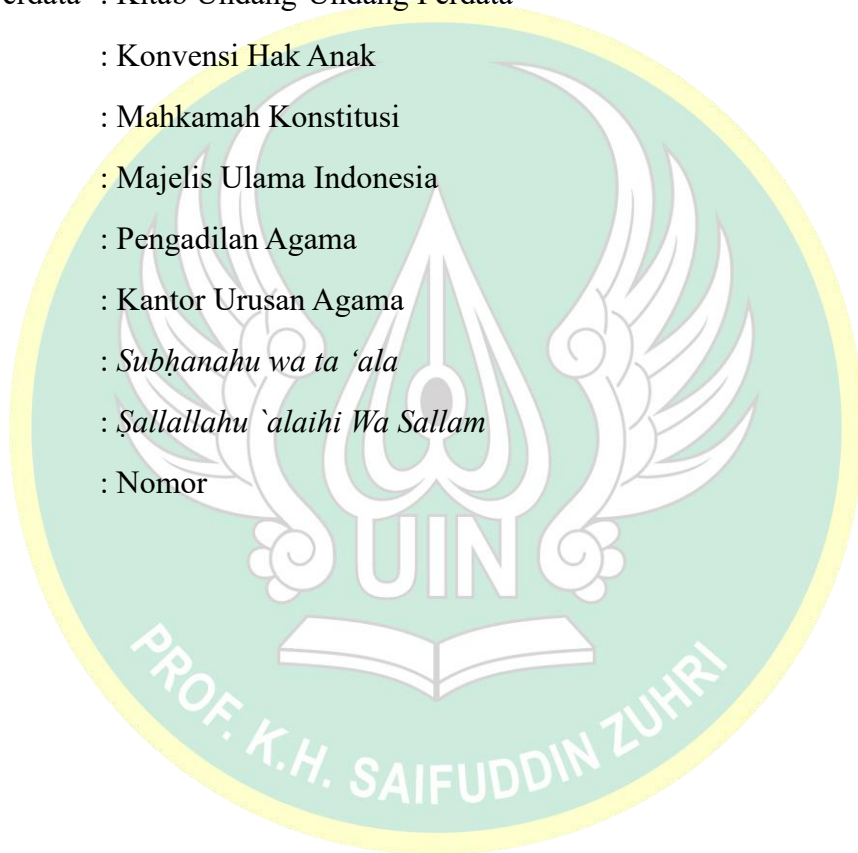 erdata : Kitab Undang-Undang Perdata
: Konvensi Hak Anak
: Mahkamah Konstitusi
: Majelis Ulama Indonesia
: Pengadilan Agama
: Kantor Urusan Agama
: Subḥanahu wa ta ‘ala
: Ṣallallahu `alaihi Wa Sallam
: Nomor
UIN
PROF. K.H. SAIFUDDIN ZUHRI